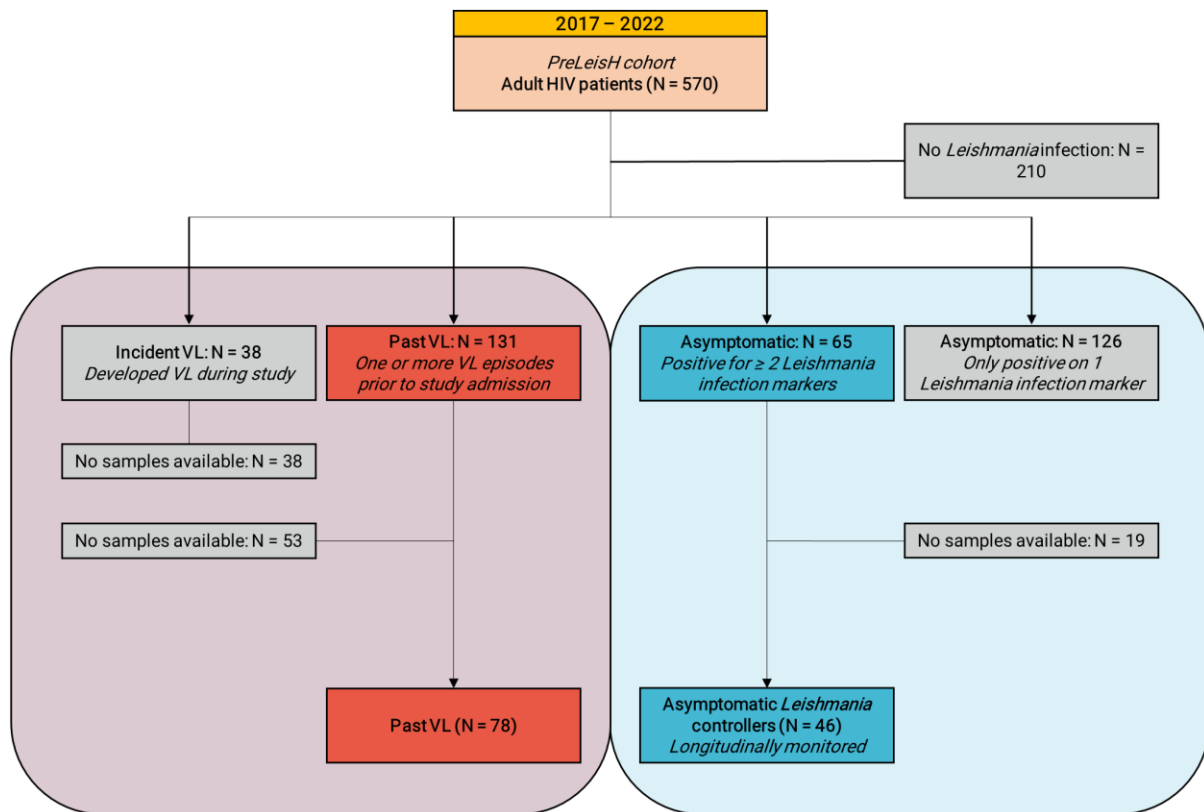 2017 – 2022
PreLeisH cohort
Adult HIV patients (N = 570)
No Leishmania infection: N =
210
Incident VL: N = 38
Developed VL during study
Past VL: N = 131
One or more VL episodes
prior to study admission
Asymptomatic: N = 65
Positive for ≥ 2 Leishmania
infection markers
Asymptomatic: N = 126
Only positive on 1
Leishmania infection marker
No samples available: N = 38
No samples available: N = 53
No samples available: N = 19
Past VL (N = 78)
Asymptomatic Leishmania
controllers (N = 46)
Longitudinally monitored